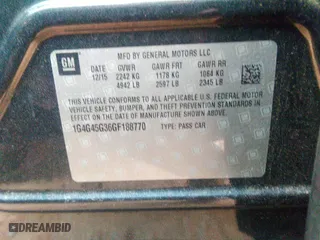 GM
MFD BY GENERAL MOTORS LLC
DATE GVWR GAWR FRT GAWR RR
12/15 2242 KG 1178 KG 1064 KG
4942 LB 2597 LB 2345 LB
THIS VEHICLE CONFORMS TO ALL APPLICABLE U.S. FEDERAL MOTOR
VEHICLE SAFETY, BUMPER, AND THEFT PREVENTION STANDARDS
IN EFFECT ON THE DATE OF MANUFACTURE SHOWN ABOVE.
1G4G45G36GF188770 TYPE: PASS CAR
DREAMBID